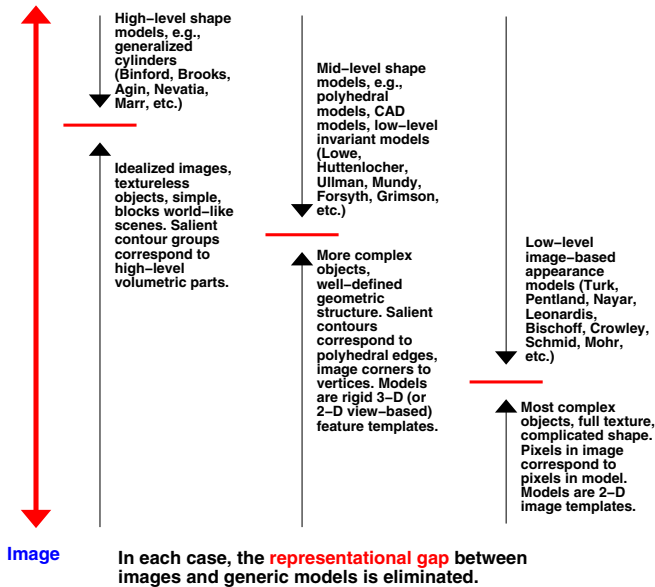 High−level shape
models, e.g.,
generalized
cylinders
(Binford, Brooks,
Agin, Nevatia,
Marr, etc.)
Idealized images,
textureless
objects, simple,
blocks world−like
scenes. Salient
contour groups
correspond to
high−level
volumetric parts.
Mid−level shape
models, e.g.,
polyhedral
models, CAD
models, low−level
invariant models
(Lowe,
Huttenlocher,
Ullman, Mundy,
Forsyth, Grimson,
etc.)
More complex
objects,
well−defined
geometric
structure. Salient
contours
correspond to
polyhedral edges,
image corners to
vertices. Models
are rigid 3−D (or
2−D view−based)
feature templates.
Low−level
image−based
appearance
models (Turk,
Pentland, Nayar,
Leonardis,
Bischoff, Crowley,
Schmid, Mohr,
etc.)
Most complex
objects, full texture,
complicated shape.
Pixels in image
correspond to
pixels in model.
Models are 2−D
image templates.
Image
In each case, the representational gap between
images and generic models is eliminated.